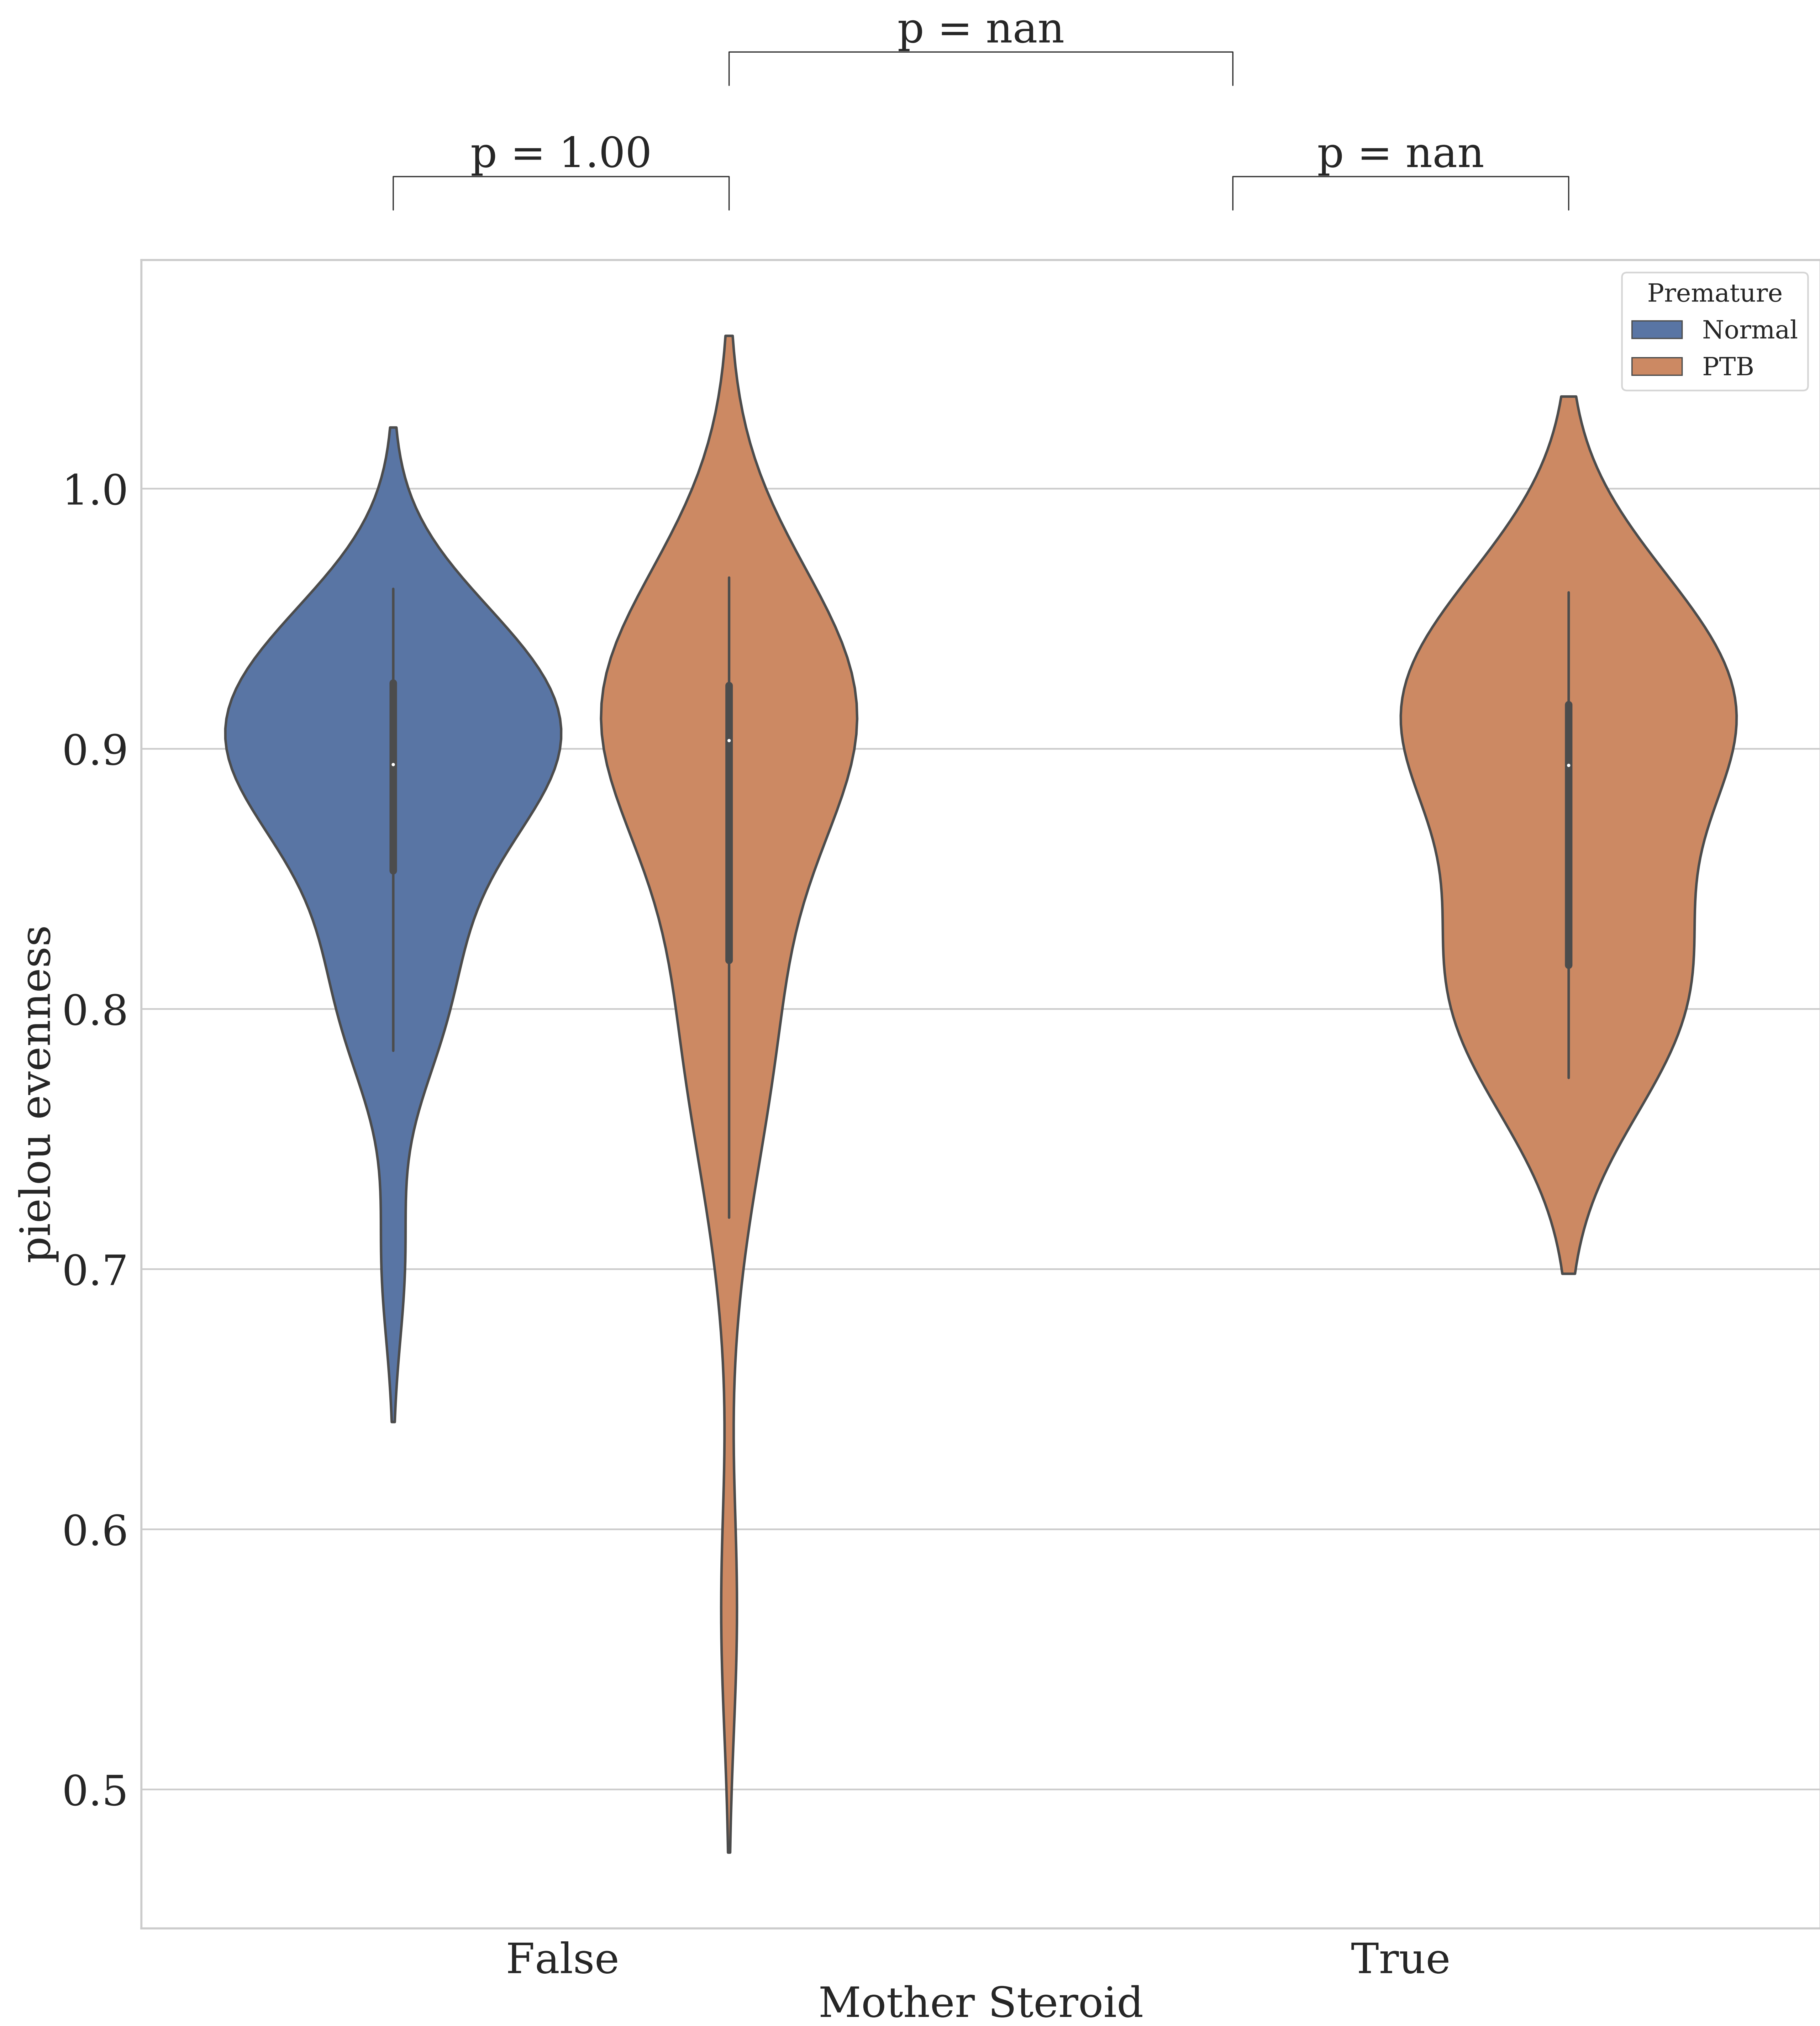 p = nan
p = 1.00
p = nan
Premature
Normal
PTB
1.0
0.9
0.8
0.7
0.6
0.5
pielou evenness
False
True
Mother Steroid